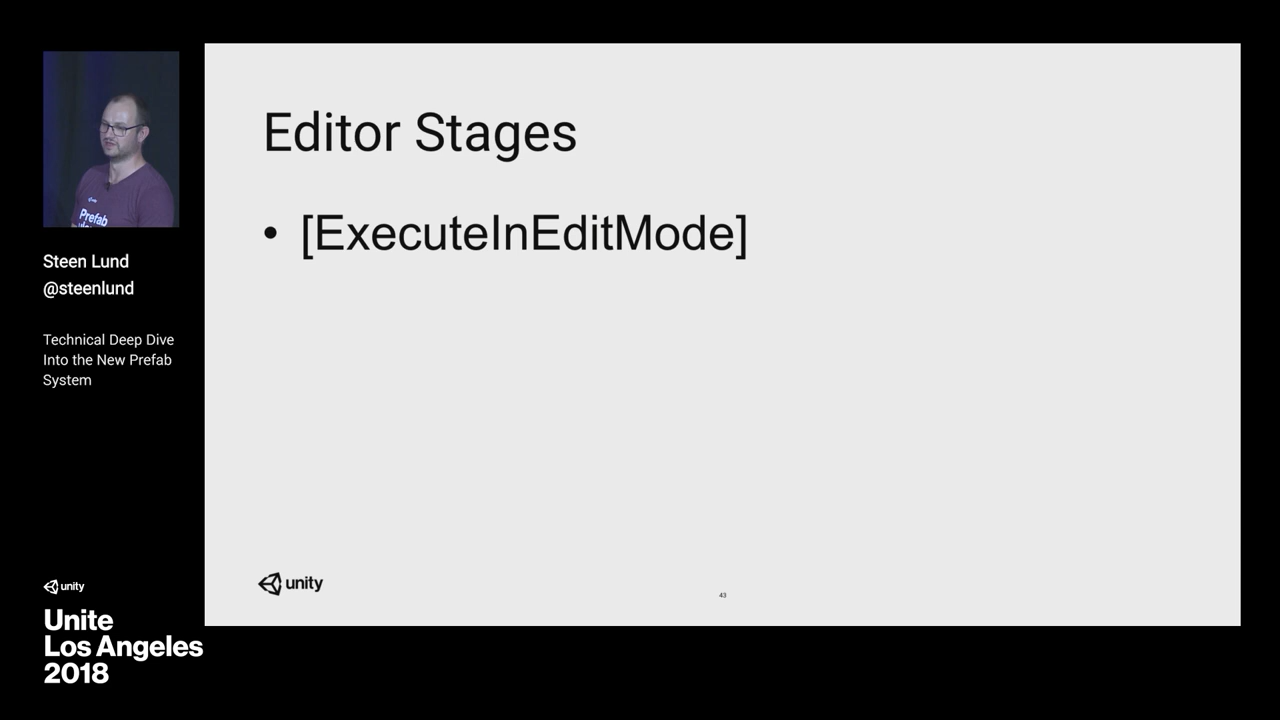 Prefab
Steen Lund
@steenlund
Technical Deep Dive
Into the New Prefab
System
unity
Unite
Los Angeles
2018
Editor Stages
• [ExecuteInEditMode]
unity
43